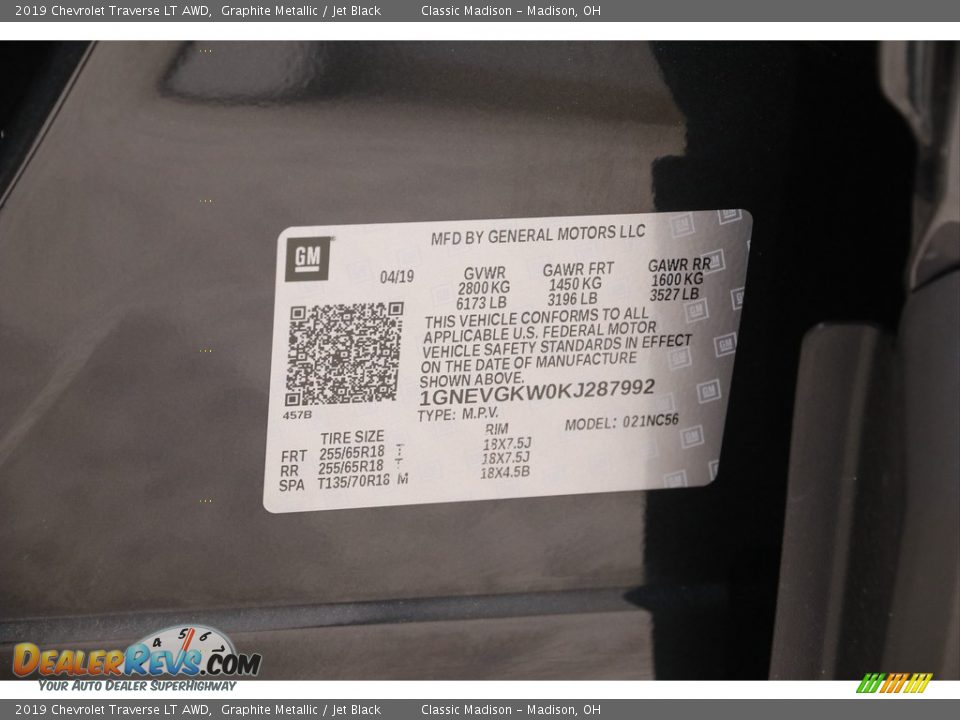 2019 Chevrolet Traverse LT AWD, Graphite Metallic / Jet Black Classic Madison - Madison, OH
GM
MFD BY GENERAL MOTORS LLC
04/19 GVWR GAWR FRT GAWR RR
2800 KG 1450 KG 1600 KG
6173 LB 3196 LB 3527 LB
THIS VEHICLE CONFORMS TO ALL
APPLICABLE U.S. FEDERAL MOTOR
VEHICLE SAFETY STANDARDS IN EFFECT
ON THE DATE OF MANUFACTURE
SHOWN ABOVE.
1GNEVGKW0KJ287992
457B
TYPE: M.P.V. MODEL: 021NC56
TIRE SIZE RIM
FRT 255/65R18 T 18X7.5J
RR 255/65R18 T 18X7.5J
SPA T135/70R18 M 18X4.5B
4 5 6
DEALERREVS.COM
YOUR AUTO DEALER SUPERHIGHWAY
2019 Chevrolet Traverse LT AWD, Graphite Metallic / Jet Black Classic Madison - Madison, OH